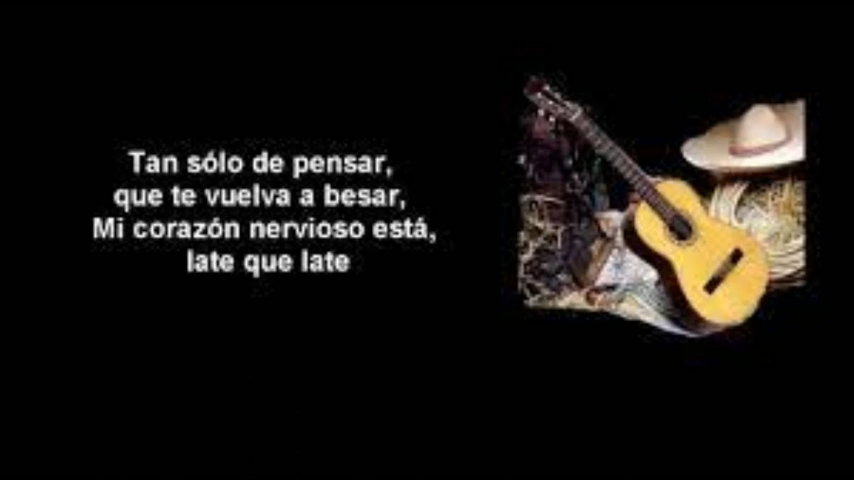 Tan sólo de pensar,
que te vuelva a besar,
Mi corazón nervioso está,
late que late